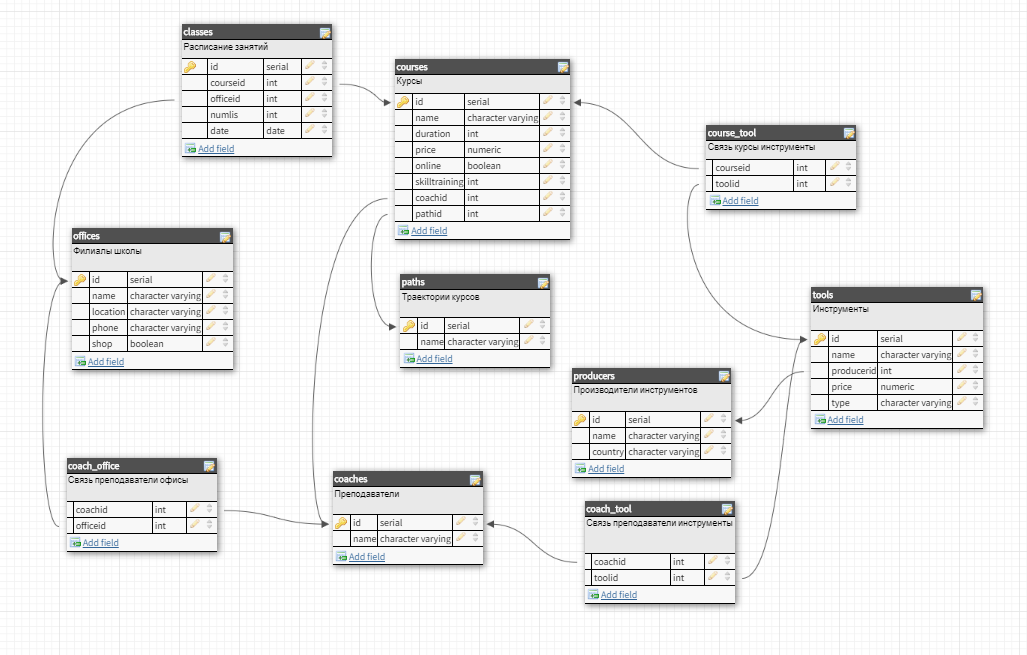 classes
Расписание занятий
id serial
courseid int
officeid int
numlis int
date date
Add field
courses
Курсы
id serial
name character varying
duration int
price numeric
online boolean
skilltraining int
coachid int
pathid int
Add field
course_tool
Связь курсы инструменты
courseid int
toolid int
Add field
offices
Филиалы школы
id serial
name character varying
location character varying
phone character varying
shop boolean
Add field
paths
Траектории курсов
id serial
name character varying
Add field
tools
Инструменты
id serial
name character varying
producerid int
price numeric
type character varying
Add field
producers
Производители инструментов
id serial
name character varying
country character varying
Add field
coach_office
Связь преподаватели офисы
coachid int
officeid int
Add field
coaches
Преподаватели
id serial
name character varying
Add field
coach_tool
Связь преподаватели инструменты
coachid int
toolid int
Add field